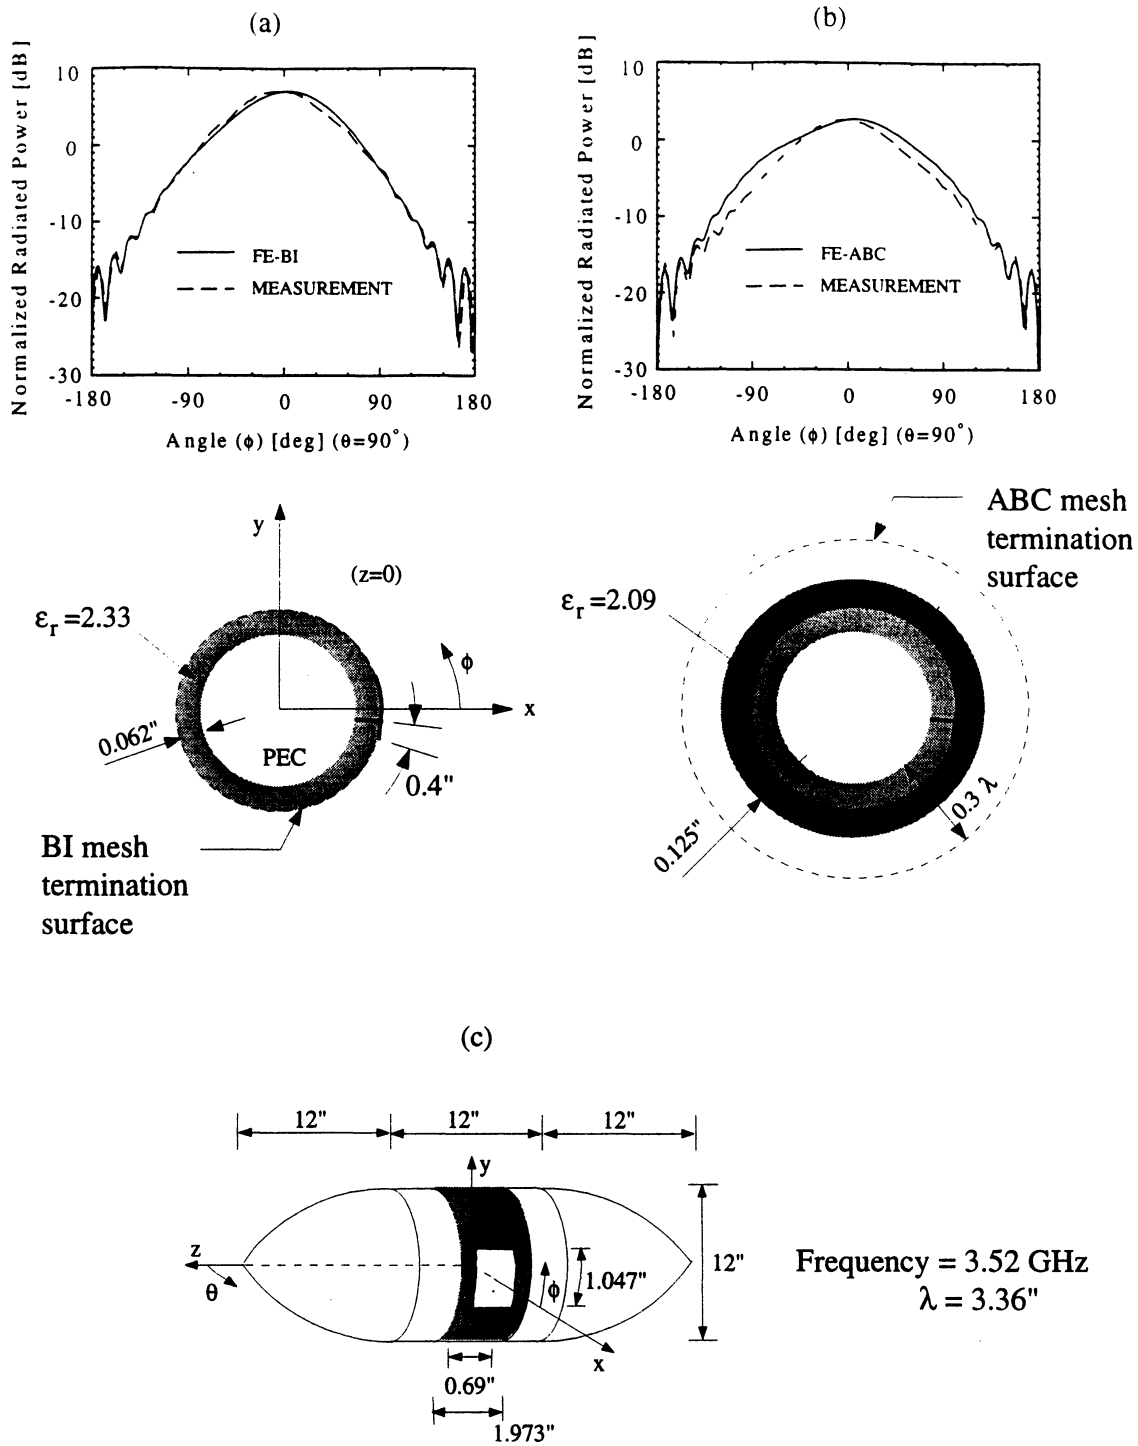 (a)
Normalized Radiated Power [dB]
10
0
-10
-20
-30
FE-BI
MEASUREMENT
-180
-90
0
90
180
Angle (ϕ) [deg] (θ=90°)
(b)
Normalized Radiated Power [dB]
10
0
-10
-20
-30
FE-ABC
MEASUREMENT
-180
-90
0
90
180
Angle (ϕ) [deg] (θ=90°)
y
(z=0)
εr=2.33
ϕ
x
0.062"
PEC
0.4"
BI mesh
termination
surface
ABC mesh
termination
surface
εr=2.09
0.3 λ
0.125"
(c)
12"
12"
12"
y
z
θ
ϕ
1.047"
12"
x
0.69"
1.973"
Frequency = 3.52 GHz
λ = 3.36"